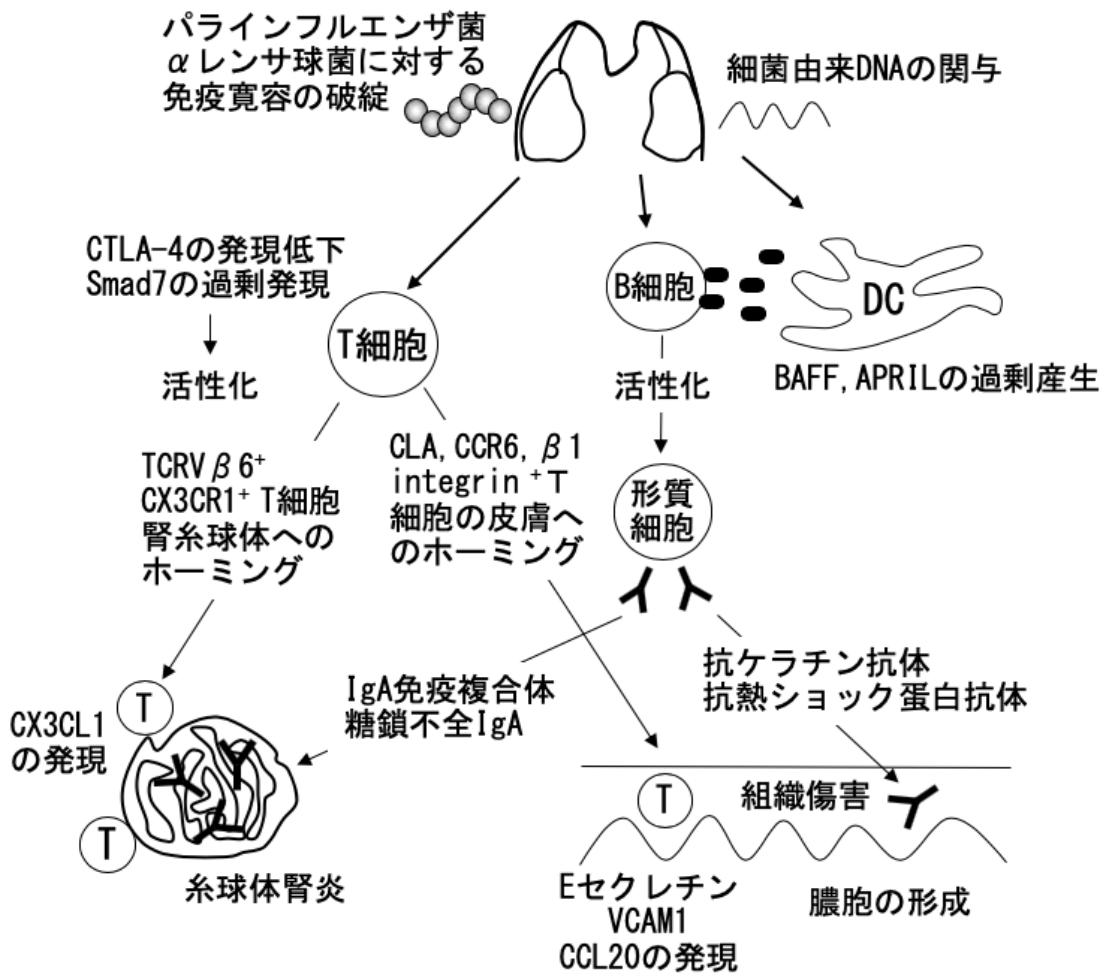 パラインフルエンザ菌
αレンサ球菌に対する
免疫寛容の破綻
細菌由来DNAの関与
CTLA-4の発現低下
Smad7の過剰発現
活性化
T細胞
B細胞
DC
BAFF, APRILの過剰産生
活性化
形質
細胞
TCRVβ6⁺
CX3CR1⁺ T細胞
腎糸球体への
ホーミング
CLA, CCR6, β1
integrin ⁺T
細胞の皮膚へ
のホーミング
IgA免疫複合体
糖鎖不全IgA
抗ケラチン抗体
抗熱ショック蛋白抗体
CX3CL1
の発現
T
T
糸球体腎炎
T
組織傷害
Eセクレチン
VCAM1
CCL20の発現
膿胞の形成